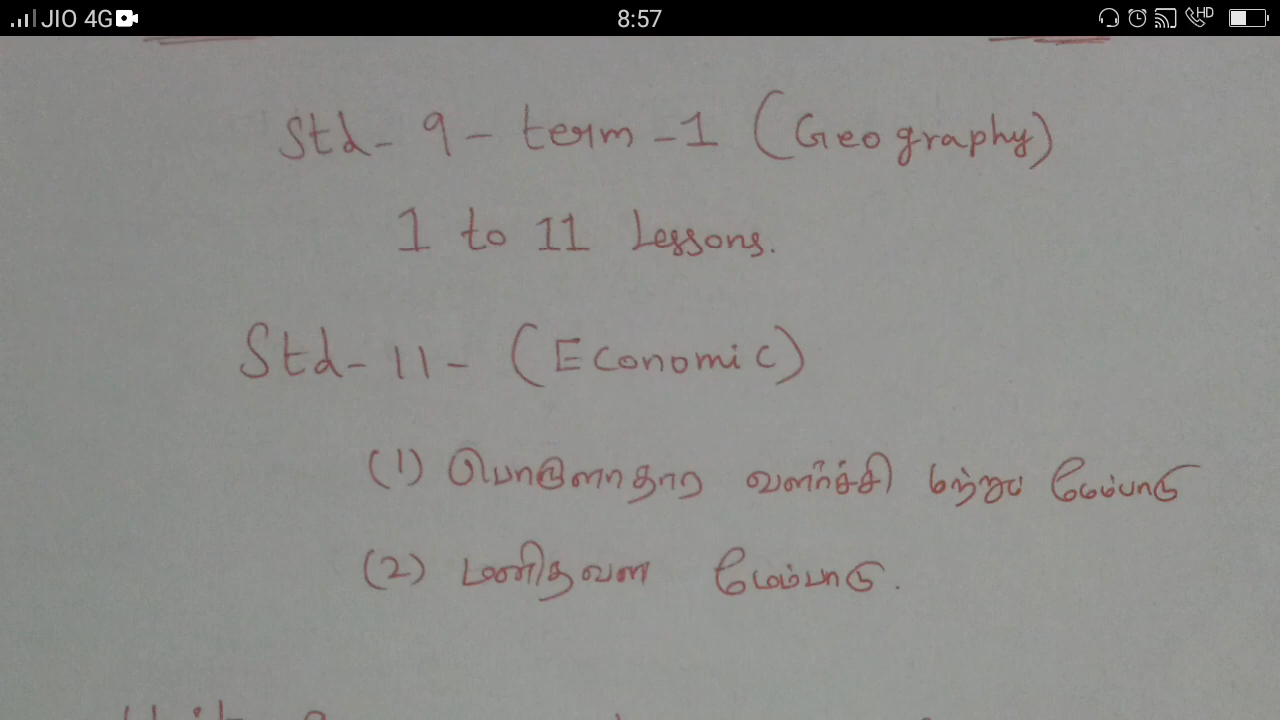 JIO 4G 8:57 HD
Std - 9 - term - 1 (Geography)
1 to 11 Lessons.
Std - 11 - (Economic)
(1) பொருளாதார வளர்ச்சி மற்றும் மேம்பாடு
(2) மனிதவள மேம்பாடு.